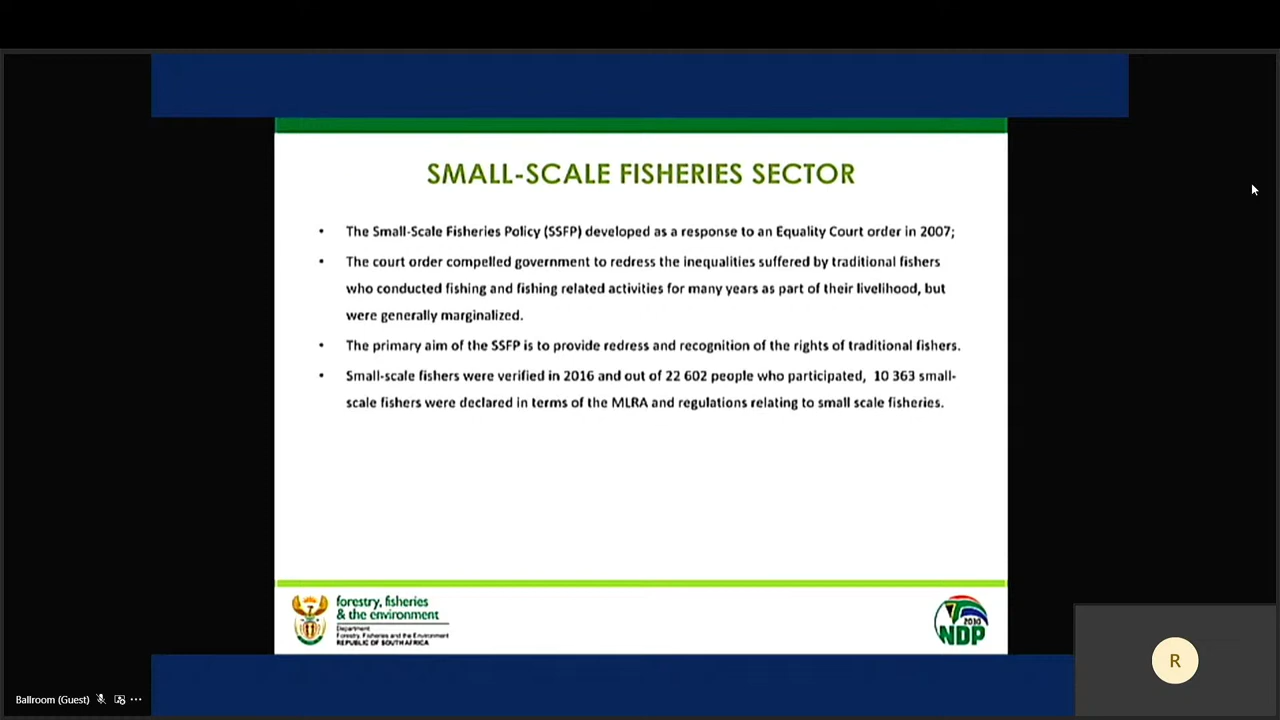 SMALL-SCALE FISHERIES SECTOR
• The Small-Scale Fisheries Policy (SSFP) developed as a response to an Equality Court order in 2007;
• The court order compelled government to redress the inequalities suffered by traditional fishers
who conducted fishing and fishing related activities for many years as part of their livelihood, but
were generally marginalized.
• The primary aim of the SSFP is to provide redress and recognition of the rights of traditional fishers.
• Small-scale fishers were verified in 2016 and out of 22 602 people who participated, 10 363 small-
scale fishers were declared in terms of the MLRA and regulations relating to small scale fisheries.
forestry, fisheries
& the environment
Department:
Forestry, Fisheries and the Environment
REPUBLIC OF SOUTH AFRICA
2030
NDP
R
Ballroom (Guest)